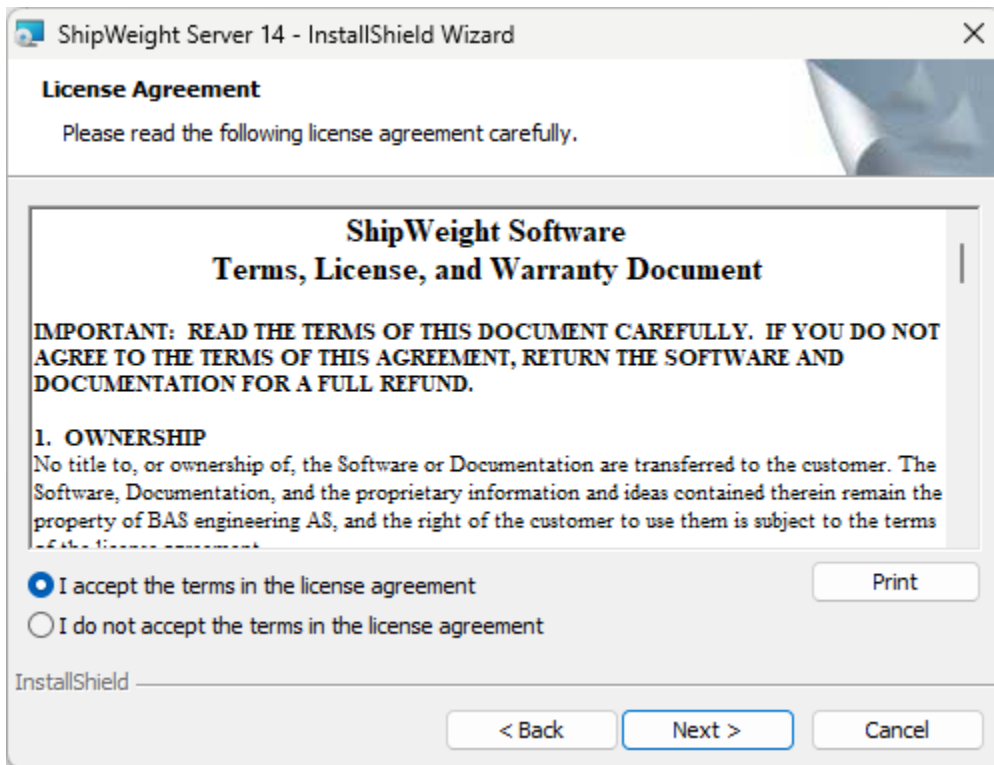 ShipWeight Server 14 - InstallShield Wizard
License Agreement
Please read the following license agreement carefully.
ShipWeight Software
Terms, License, and Warranty Document
IMPORTANT: READ THE TERMS OF THIS DOCUMENT CAREFULLY. IF YOU DO NOT
AGREE TO THE TERMS OF THIS AGREEMENT, RETURN THE SOFTWARE AND
DOCUMENTATION FOR A FULL REFUND.
1. OWNERSHIP
No title to, or ownership of, the Software or Documentation are transferred to the customer. The
Software, Documentation, and the proprietary information and ideas contained therein remain the
property of BAS engineering AS, and the right of the customer to use them is subject to the terms
of the license agreement
I accept the terms in the license agreement
Print
I do not accept the terms in the license agreement
InstallShield
< Back
Next >
Cancel